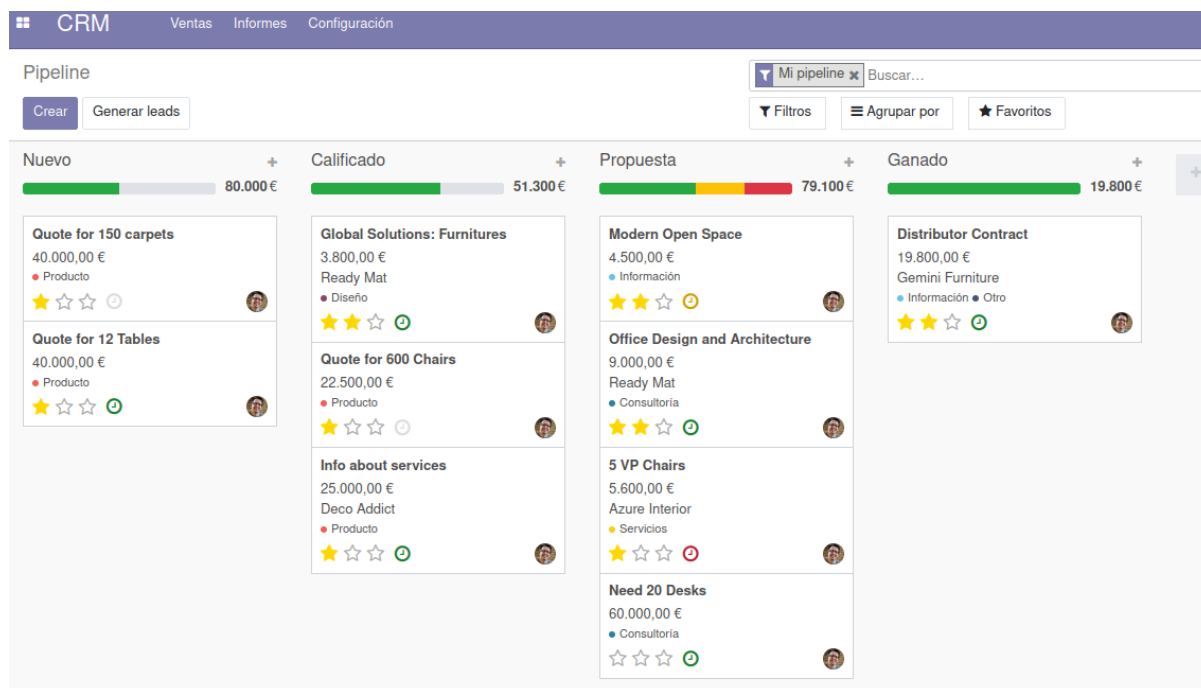 CRM Ventas Informes Configuración
Pipeline
Mi pipeline Buscar...
Crear Generar leads
Filtros Agrupar por Favoritos
Nuevo
80.000 €
Quote for 150 carpets
40.000,00 €
Producto
Quote for 12 Tables
40.000,00 €
Producto
Calificado
51.300 €
Global Solutions: Furnitures
3.800,00 €
Ready Mat
Diseño
Quote for 600 Chairs
22.500,00 €
Producto
Info about services
25.000,00 €
Deco Addict
Producto
Propuesta
79.100 €
Modern Open Space
4.500,00 €
Información
Office Design and Architecture
9.000,00 €
Ready Mat
Consultoría
5 VP Chairs
5.600,00 €
Azure Interior
Servicios
Need 20 Desks
60.000,00 €
Consultoría
Ganado
19.800 €
Distributor Contract
19.800,00 €
Gemini Furniture
Información Otro